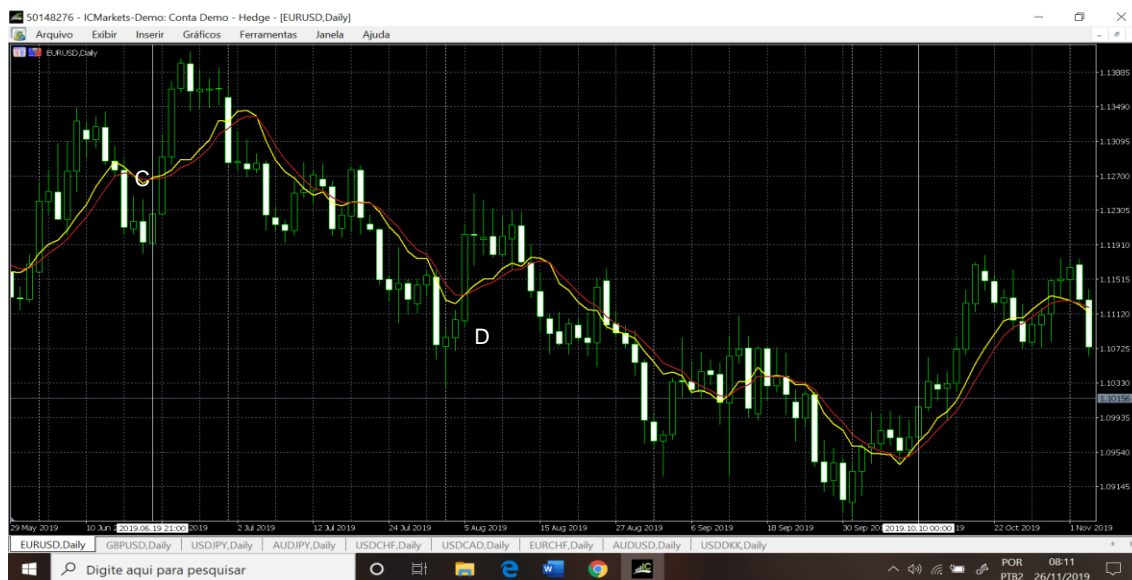 50148276 - ICMarkets-Demo: Conta Demo - Hedge - [EURUSD,Daily]
Arquivo Exibir Inserir Gráficos Ferramentas Janela Ajuda
EURUSD,Daily
1.13885
1.13490
1.13095
C
1.12700
1.12305
1.11910
1.11515
1.11120
D
1.10725
1.10330
1.10156
1.09935
1.09540
1.09145
29 May 2019 10 Jun 2019.06.19 21:00 2019 2 Jul 2019 12 Jul 2019 24 Jul 2019 5 Aug 2019 15 Aug 2019 27 Aug 2019 6 Sep 2019 18 Sep 2019 30 Sep 20 2019.10.10 00:00 19 22 Oct 2019 1 Nov 2019
EURUSD,Daily GBPUSD,Daily USDJPY,Daily AUDJPY,Daily USDCHF,Daily USDCAD,Daily EURCHF,Daily AUDUSD,Daily USDDKK,Daily
Digite aqui para pesquisar
POR 08:11
PTB2 26/11/2019